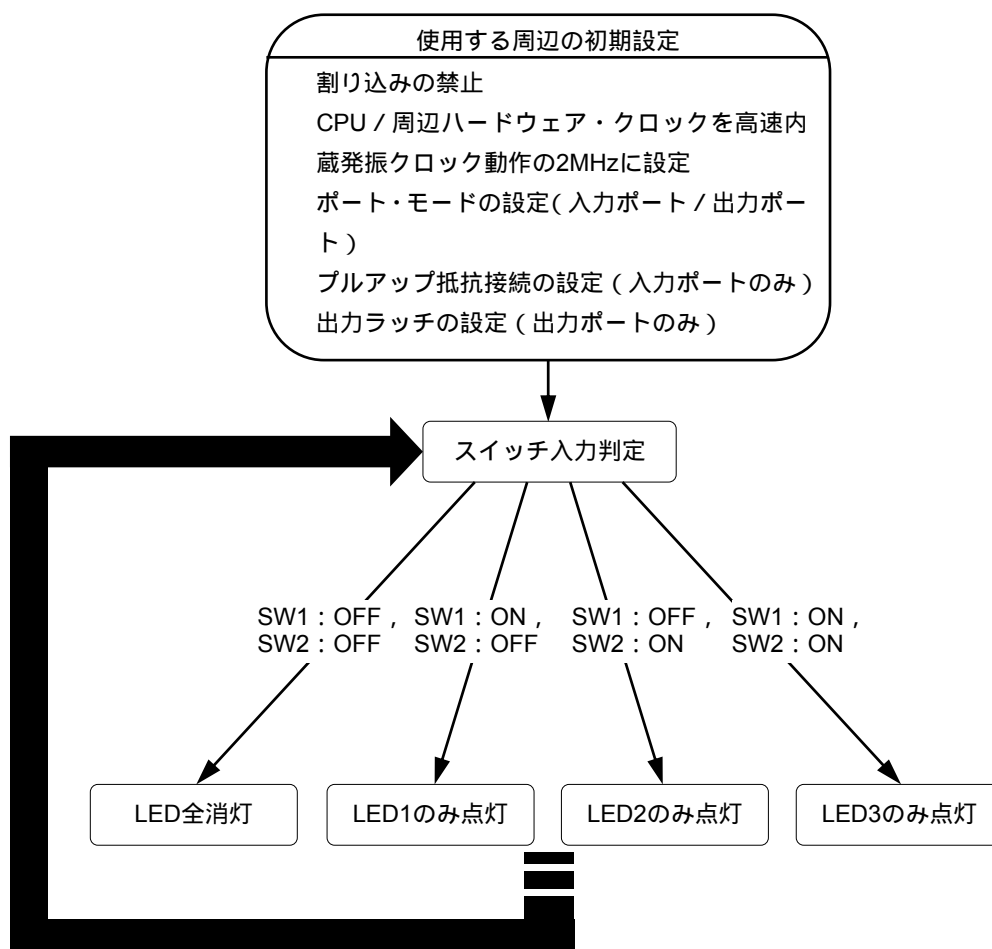 使用する周辺の初期設定
割り込みの禁止
CPU / 周辺ハードウェア・クロックを高速内
蔵発振クロック動作の2MHzに設定
ポート・モードの設定( 入力ポート / 出力ポー
ト )
プルアップ抵抗接続の設定 ( 入力ポートのみ )
出力ラッチの設定 ( 出力ポートのみ )
スイッチ入力判定
SW1 : OFF ,
SW2 : OFF
SW1 : ON ,
SW2 : OFF
SW1 : OFF ,
SW2 : ON
SW1 : ON ,
SW2 : ON
LED全消灯
LED1のみ点灯
LED2のみ点灯
LED3のみ点灯